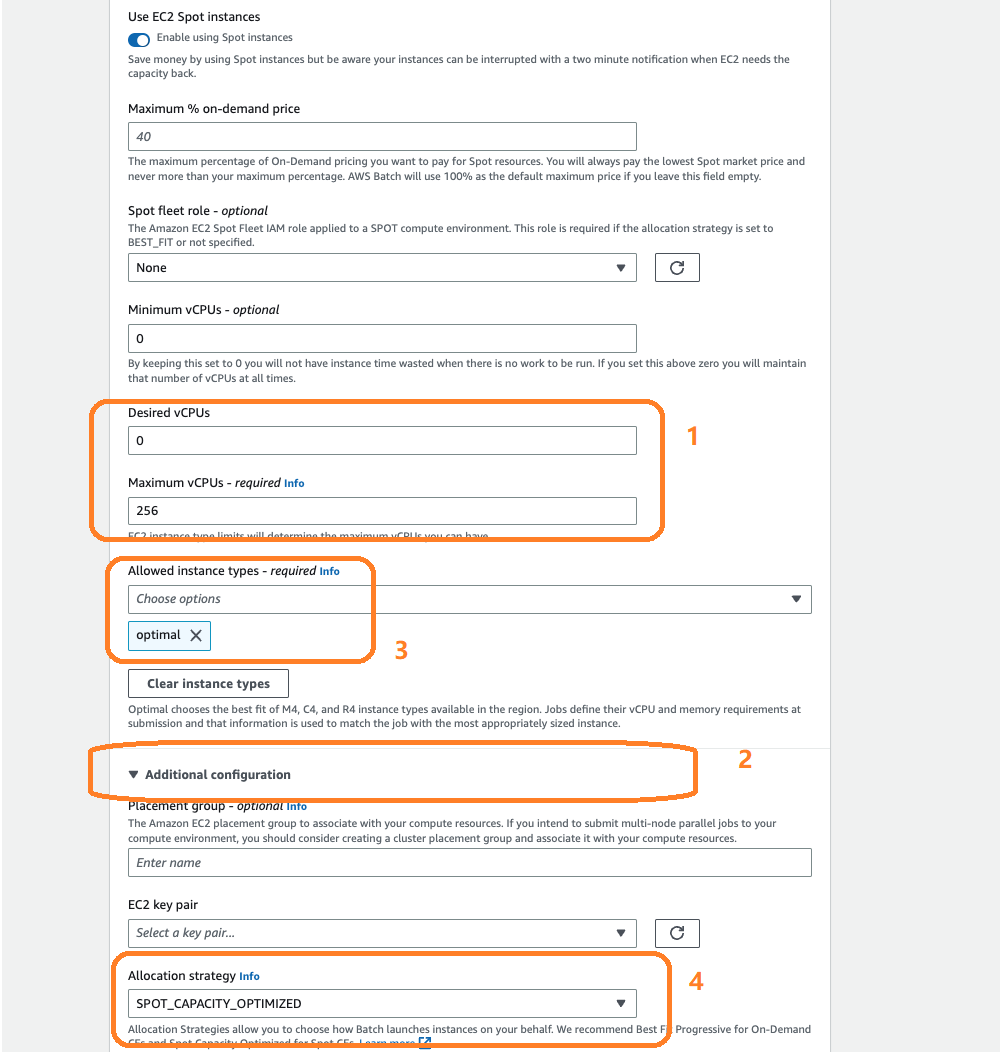 Use EC2 Spot instances
Enable using Spot instances
Save money by using Spot instances but be aware your instances can be interrupted with a two minute notification when EC2 needs the
capacity back.
Maximum % on-demand price
40
The maximum percentage of On-Demand pricing you want to pay for Spot resources. You will always pay the lowest Spot market price and
never more than your maximum percentage. AWS Batch will use 100% as the default maximum price if you leave this field empty.
Spot fleet role - optional
The Amazon EC2 Spot Fleet IAM role applied to a SPOT compute environment. This role is required if the allocation strategy is set to
BEST_FIT or not specified.
None
Minimum vCPUs - optional
0
By keeping this set to 0 you will not have instance time wasted when there is no work to be run. If you set this above zero you will maintain
that number of vCPUs at all times.
Desired vCPUs
0
1
Maximum vCPUs - required Info
256
EC2 instance type limits will determine the maximum vCPUs you can have
Allowed instance types - required Info
Choose options
optimal
3
Clear instance types
Optimal chooses the best fit of M4, C4, and R4 instance types available in the region. Jobs define their vCPU and memory requirements at
submission and that information is used to match the job with the most appropriately sized instance.
2
Additional configuration
Placement group - optional Info
The Amazon EC2 placement group to associate with your compute resources. If you intend to submit multi-node parallel jobs to your
compute environment, you should consider creating a cluster placement group and associate it with your compute resources.
Enter name
EC2 key pair
Select a key pair...
Allocation strategy Info
4
SPOT_CAPACITY_OPTIMIZED
Allocation Strategies allow you to choose how Batch launches instances on your behalf. We recommend Best Fit Progressive for On-Demand
CEs and Spot Capacity Optimized for Spot CEs. Learn more